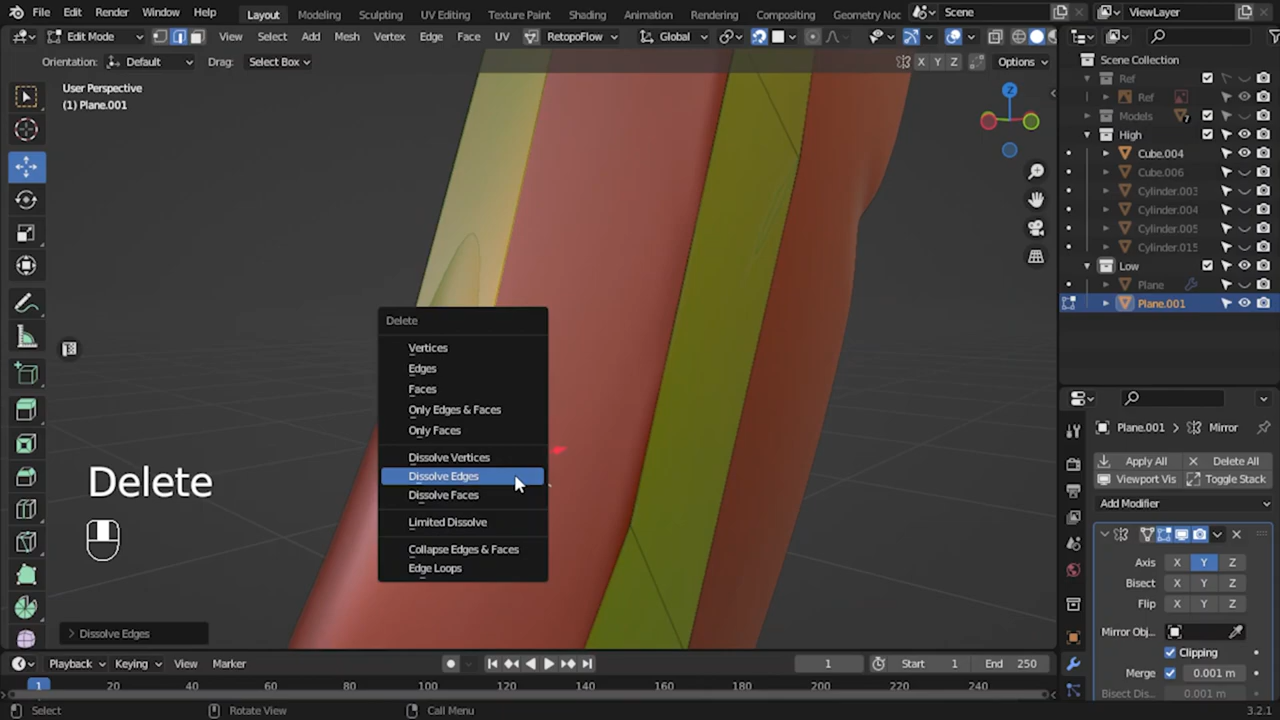 File Edit Render Window Help Layout Modeling Sculpting UV Editing Texture Paint Shading Animation Rendering Compositing Geometry Noc Scene ViewLayer
Edit Mode View Select Add Mesh Vertex Edge Face UV RetopoFlow Global
Orientation: Default Drag: Select Box X Y Z Options
User Perspective
(1) Plane.001
Z
Scene Collection
Ref
Ref
Models
High
Cube.004
Cube.006
Cylinder.003
Cylinder.004
Cylinder.005
Cylinder.015
Low
Plane
Plane.001
Delete
Vertices
Edges
Faces
Only Edges & Faces
Only Faces
Dissolve Vertices
Dissolve Edges
Dissolve Faces
Limited Dissolve
Collapse Edges & Faces
Edge Loops
Delete
Dissolve Edges
Plane.001 Mirror
Apply All Delete All
Viewport Vis Toggle Stack
Add Modifier
Axis X Y Z
Bisect X Y Z
Flip X Y Z
Mirror Obj...
Clipping
Merge 0.001 m
Bisect Dis... 0.001 m
Playback Keying View Marker 1 Start 1 End 250
1 20 40 60 80 100 120 140 160 180 200 220 240
Select Rotate View Call Menu 3.2.1